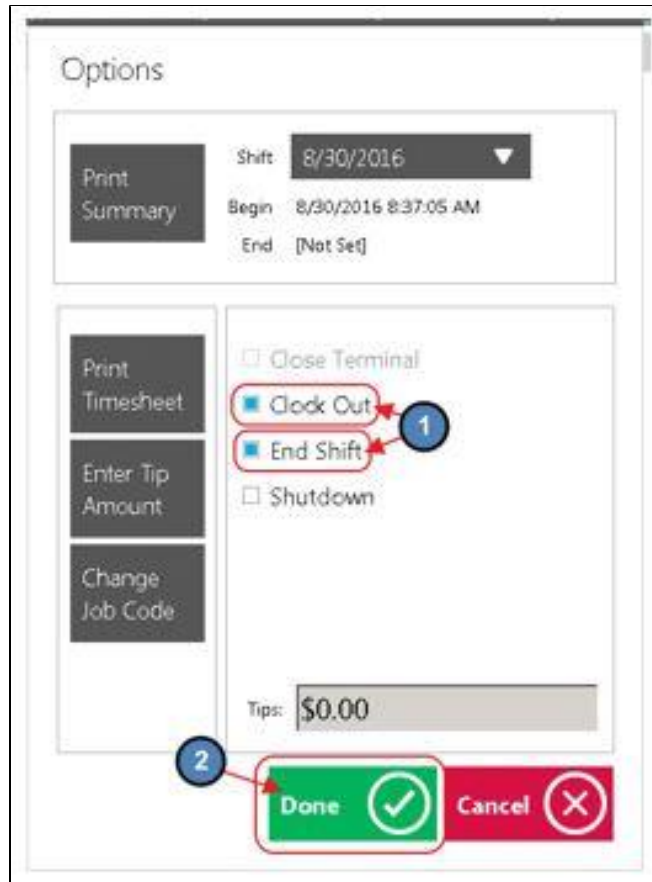 Options
Print
Summary
Shift 8/30/2016
Begin 8/30/2016 8:37:05 AM
End [Not Set]
Print
Timesheet
Enter Tip
Amount
Change
Job Code
Close Terminal
Clock Out
1
End Shift
Shutdown
Tips: $0.00
2
Done
Cancel